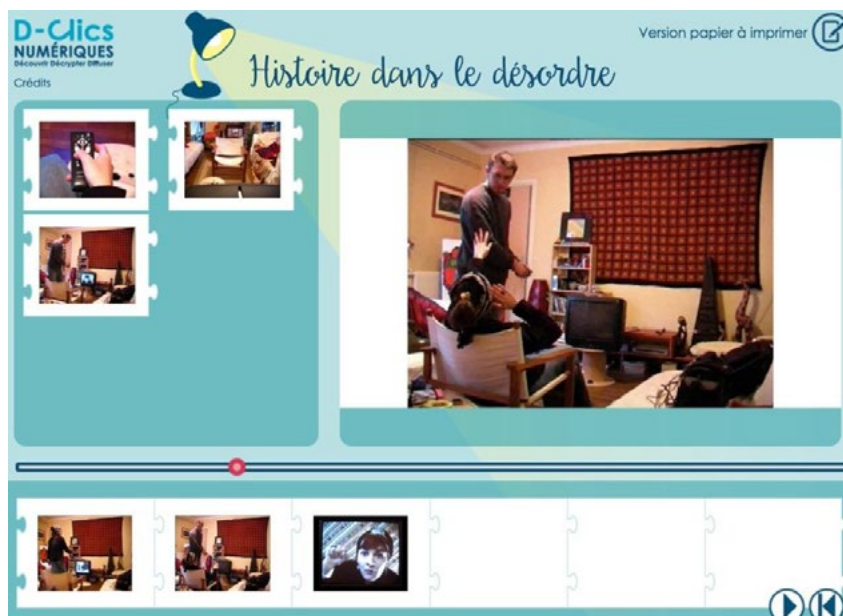 D-Clics
NUMÉRIQUES
Découvrir Décrypter Diffuser
Crédits
Histoire dans le désordre
Version papier à imprimer